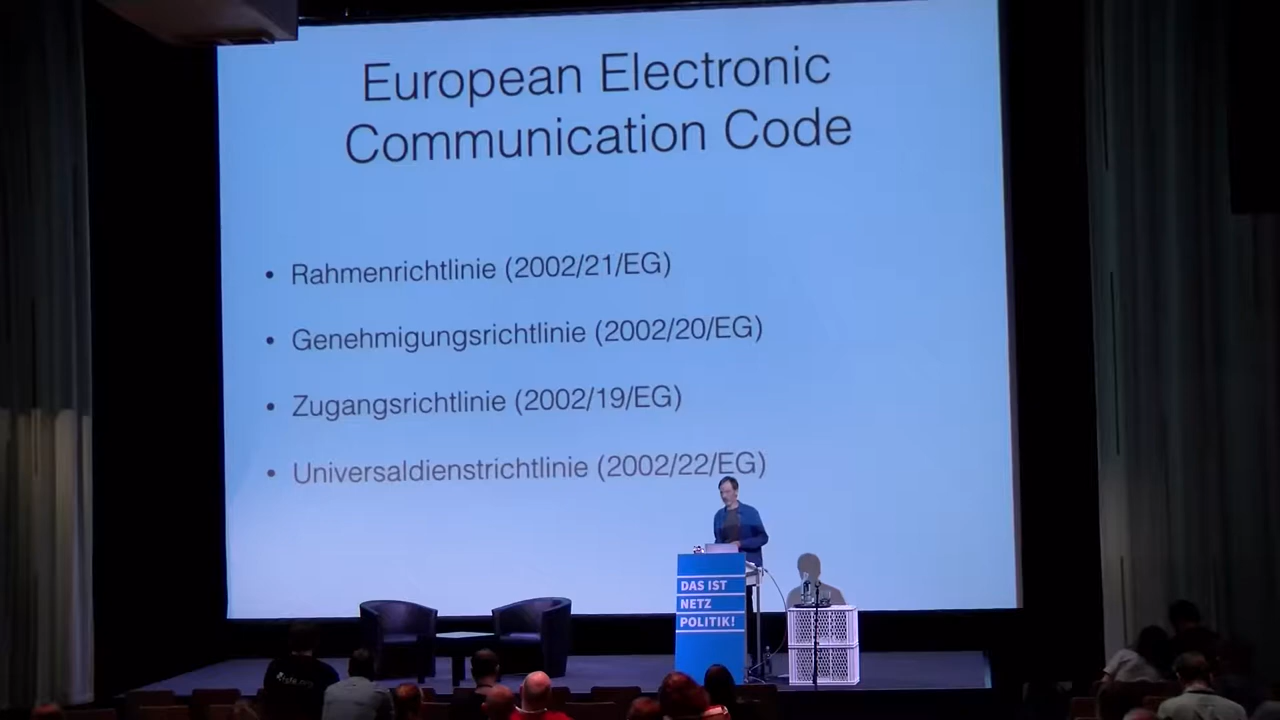 European Electronic
Communication Code
• Rahmenrichtlinie (2002/21/EG)
• Genehmigungsrichtlinie (2002/20/EG)
• Zugangsrichtlinie (2002/19/EG)
• Universaldienstrichtlinie (2002/22/EG)
DAS IST
NETZ
POLITIK!